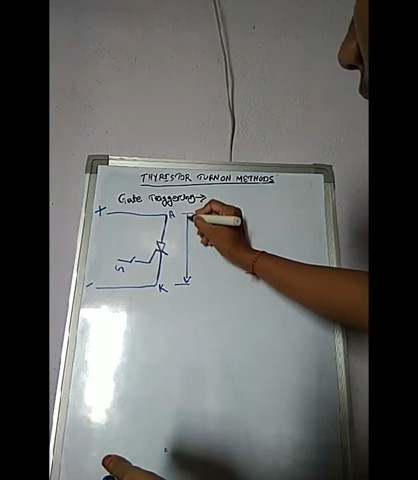 THYRISTOR TURNON METHODS
Gate Triggering →
+ A
G
- K